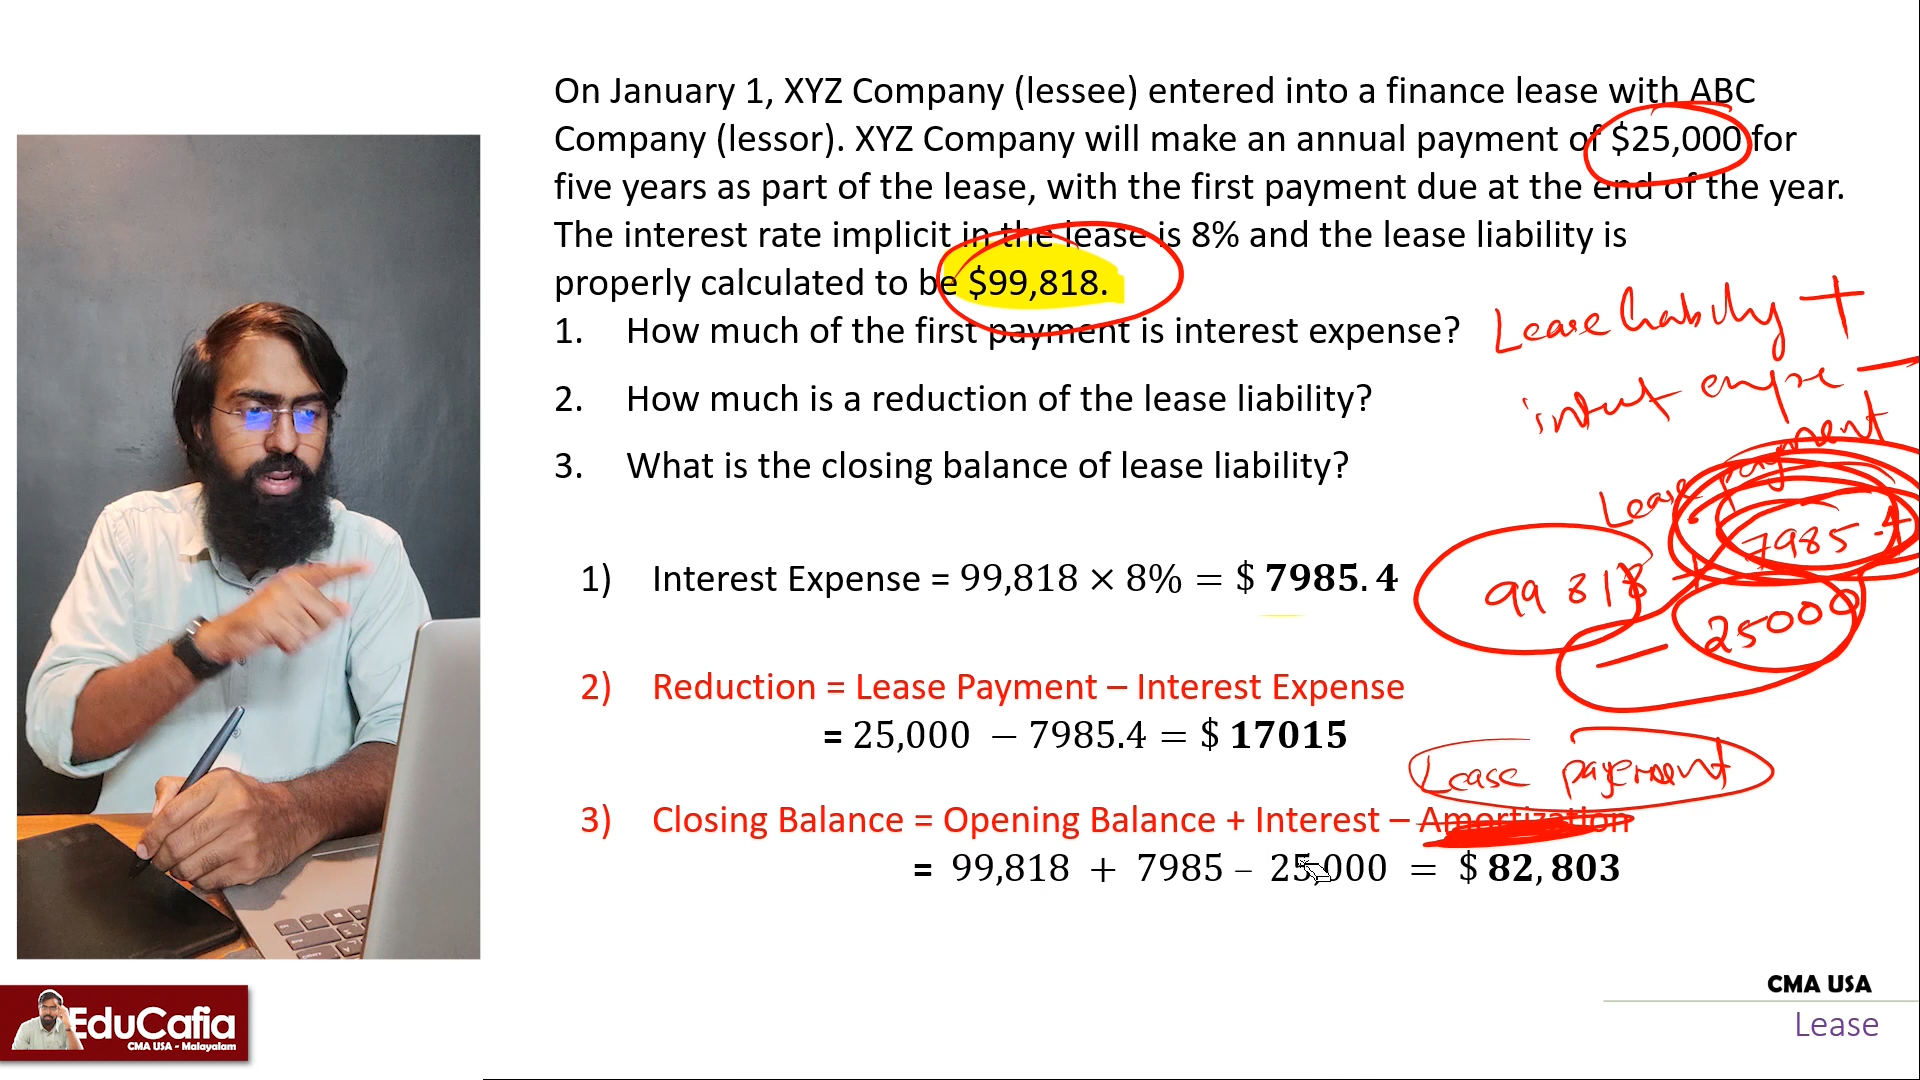 On January 1, XYZ Company (lessee) entered into a finance lease with ABC
Company (lessor). XYZ Company will make an annual payment of $25,000 for
five years as part of the lease, with the first payment due at the end of the year.
The interest rate implicit in the lease is 8% and the lease liability is
properly calculated to be $99,818.
1. How much of the first payment is interest expense?
2. How much is a reduction of the lease liability?
3. What is the closing balance of lease liability?
Lease liability +
Lease payment
7985.4
99 818 +
— 25000
1) Interest Expense = 99,818 × 8% = $ 7985.4
2) Reduction = Lease Payment – Interest Expense
= 25,000 − 7985.4 = $ 17015
Lease payement
3) Closing Balance = Opening Balance + Interest – Amortization
= 99,818 + 7985 – 25,000 = $ 82,803
CMA USA
Lease
EduCafia
CMA USA - Malayalam